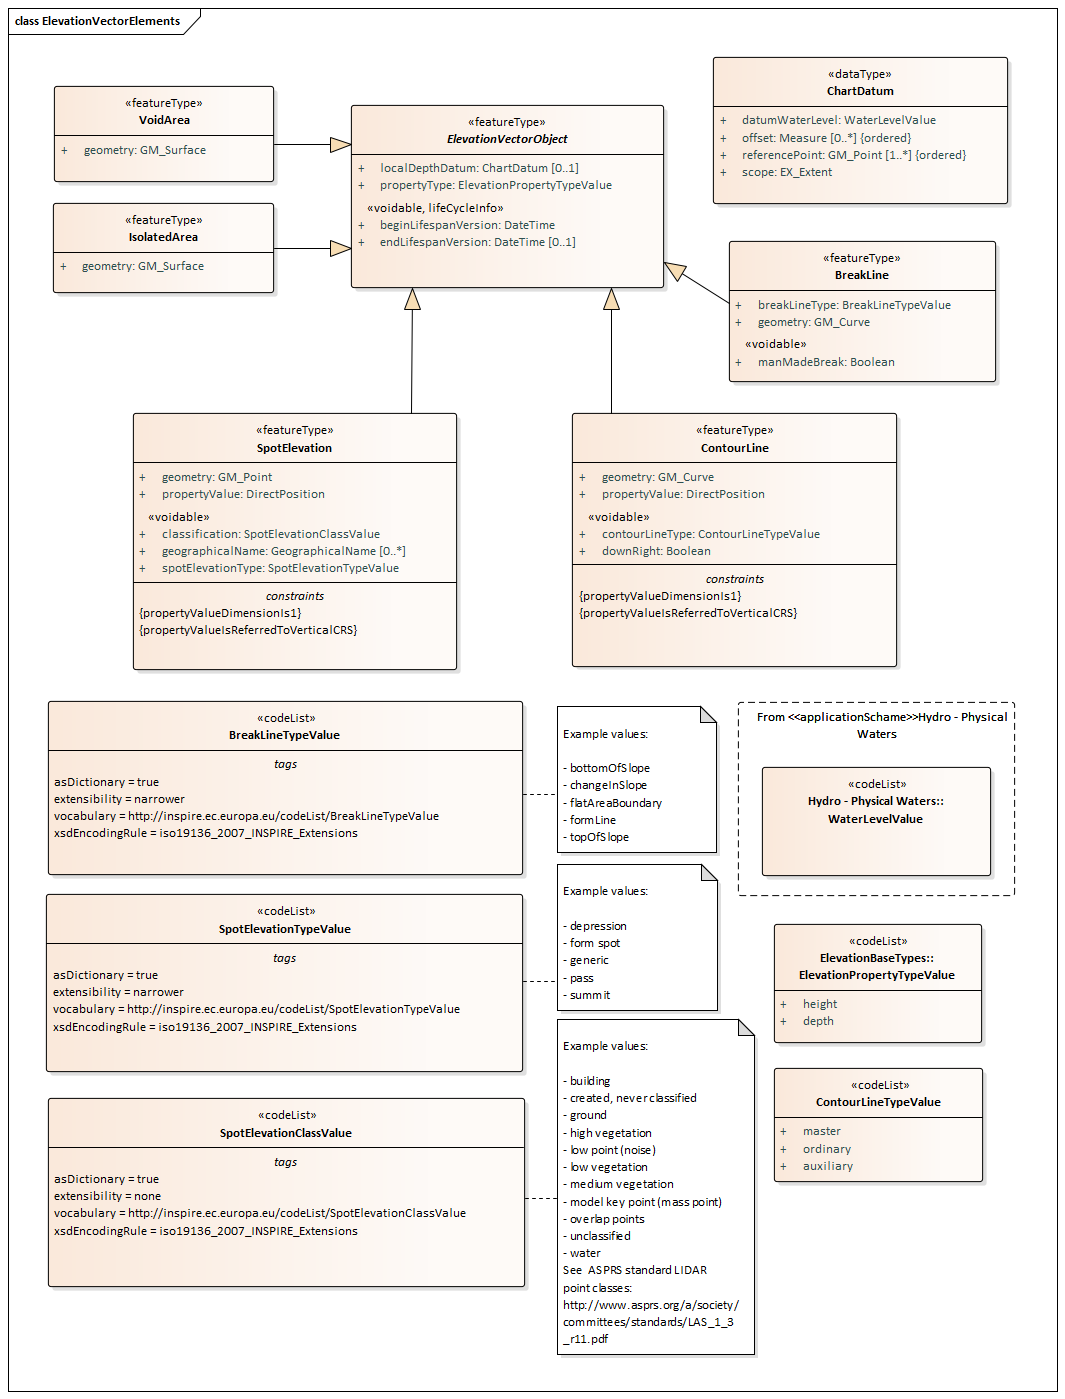 class ElevationVectorElements
«featureType»
VoidArea
+ geometry: GM_Surface
«featureType»
IsolatedArea
+ geometry: GM_Surface
«featureType»
ElevationVectorObject
+ localDepthDatum: ChartDatum [0..1]
+ propertyType: ElevationPropertyTypeValue
«voidable, lifeCycleInfo»
+ beginLifespanVersion: DateTime
+ endLifespanVersion: DateTime [0..1]
«dataType»
ChartDatum
+ datumWaterLevel: WaterLevelValue
+ offset: Measure [0..*] {ordered}
+ referencePoint: GM_Point [1..*] {ordered}
+ scope: EX_Extent
«featureType»
BreakLine
+ breakLineType: BreakLineTypeValue
+ geometry: GM_Curve
«voidable»
+ manMadeBreak: Boolean
«featureType»
SpotElevation
+ geometry: GM_Point
+ propertyValue: DirectPosition
«voidable»
+ classification: SpotElevationClassValue
+ geographicalName: GeographicalName [0..*]
+ spotElevationType: SpotElevationTypeValue
constraints
{propertyValueDimensionIs1}
{propertyValueIsReferredToVerticalCRS}
«featureType»
ContourLine
+ geometry: GM_Curve
+ propertyValue: DirectPosition
«voidable»
+ contourLineType: ContourLineTypeValue
+ downRight: Boolean
constraints
{propertyValueDimensionIs1}
{propertyValueIsReferredToVerticalCRS}
«codeList»
BreakLineTypeValue
tags
asDictionary = true
extensibility = narrower
vocabulary = http://inspire.ec.europa.eu/codeList/BreakLineTypeValue
xsdEncodingRule = iso19136_2007_INSPIRE_Extensions
Example values:
- bottomOfSlope
- changeInSlope
- flatAreaBoundary
- formLine
- topOfSlope
From <<applicationSchame>>Hydro - Physical
Waters
«codeList»
Hydro - Physical Waters::
WaterLevelValue
«codeList»
SpotElevationTypeValue
tags
asDictionary = true
extensibility = narrower
vocabulary = http://inspire.ec.europa.eu/codeList/SpotElevationTypeValue
xsdEncodingRule = iso19136_2007_INSPIRE_Extensions
Example values:
- depression
- form spot
- generic
- pass
- summit
«codeList»
ElevationBaseTypes::
ElevationPropertyTypeValue
+ height
+ depth
«codeList»
SpotElevationClassValue
tags
asDictionary = true
extensibility = none
vocabulary = http://inspire.ec.europa.eu/codeList/SpotElevationClassValue
xsdEncodingRule = iso19136_2007_INSPIRE_Extensions
Example values:
- building
- created, never classified
- ground
- high vegetation
- low point (noise)
- low vegetation
- medium vegetation
- model key point (mass point)
- overlap points
- unclassified
- water
See ASPRS standard LIDAR
point classes:
http://www.asprs.org/a/society/
committees/standards/LAS_1_3
_r11.pdf
«codeList»
ContourLineTypeValue
+ master
+ ordinary
+ auxiliary